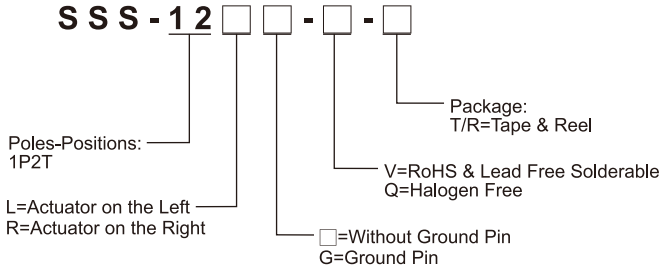 SSS-12□□-□-□
Package:
T/R=Tape & Reel
Poles-Positions:
1P2T
V=RoHS & Lead Free Solderable
Q=Halogen Free
L=Actuator on the Left
R=Actuator on the Right
□=Without Ground Pin
G=Ground Pin